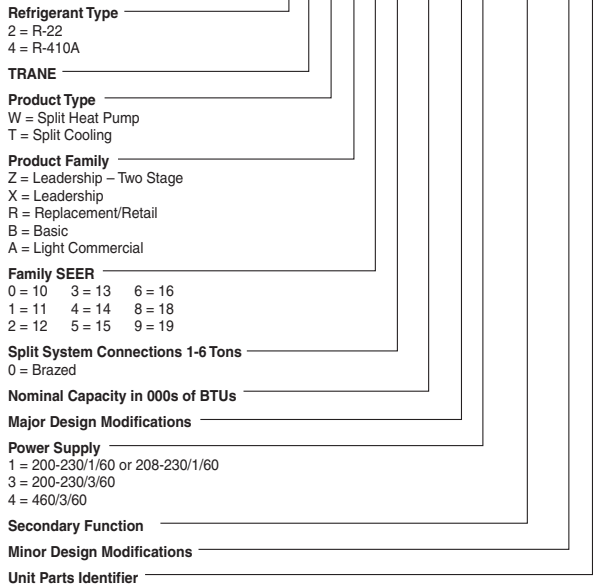 Refrigerant Type
2 = R-22
4 = R-410A
TRANE
Product Type
W = Split Heat Pump
T = Split Cooling
Product Family
Z = Leadership – Two Stage
X = Leadership
R = Replacement/Retail
B = Basic
A = Light Commercial
Family SEER
0 = 10 3 = 13 6 = 16
1 = 11 4 = 14 8 = 18
2 = 12 5 = 15 9 = 19
Split System Connections 1-6 Tons
0 = Brazed
Nominal Capacity in 000s of BTUs
Major Design Modifications
Power Supply
1 = 200-230/1/60 or 208-230/1/60
3 = 200-230/3/60
4 = 460/3/60
Secondary Function
Minor Design Modifications
Unit Parts Identifier